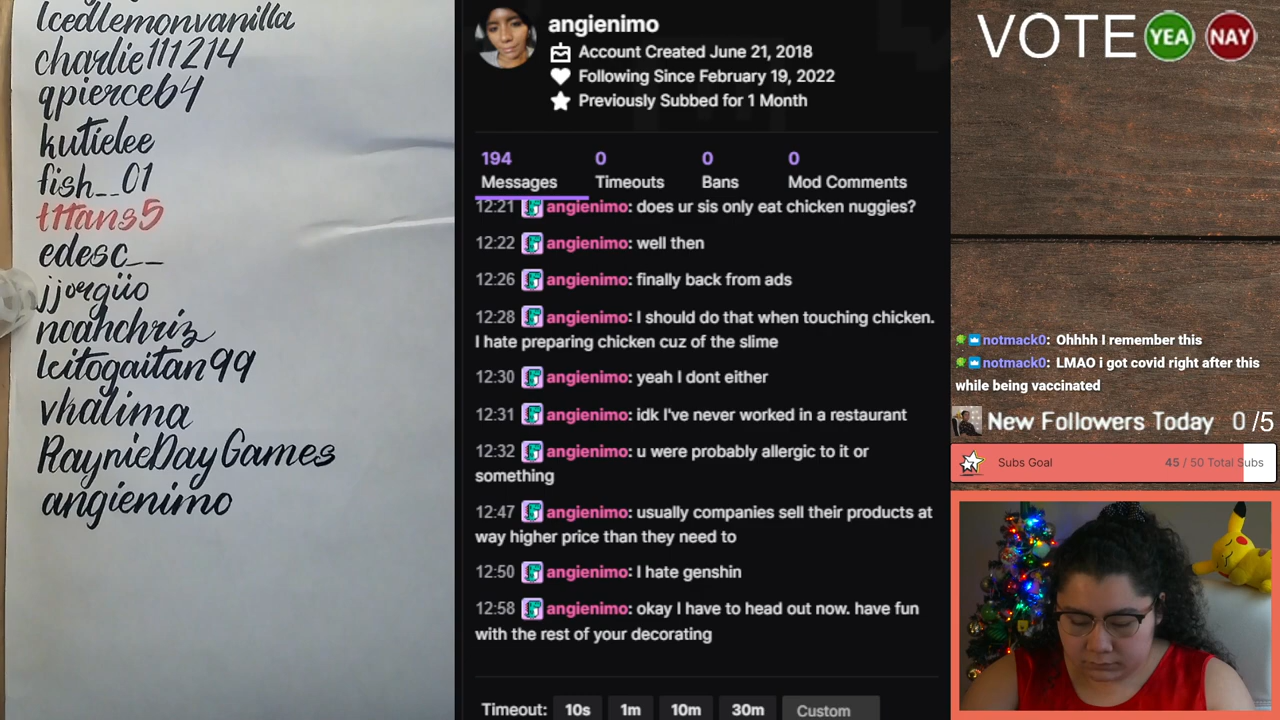 Icedlemonvanilla
charlie111214
qpierce64
kutielee
fish__01
t1tans5
edesc__
jjorgüo
noahchriz
leitogaitan99
vhalima
RaynieDayGames
angienimo
angienimo
Account Created June 21, 2018
Following Since February 19, 2022
Previously Subbed for 1 Month
194 0 0 0
Messages Timeouts Bans Mod Comments
12:21 angienimo: does ur sis only eat chicken nuggies?
12:22 angienimo: well then
12:26 angienimo: finally back from ads
12:28 angienimo: I should do that when touching chicken.
I hate preparing chicken cuz of the slime
12:30 angienimo: yeah I dont either
12:31 angienimo: idk I've never worked in a restaurant
12:32 angienimo: u were probably allergic to it or
something
12:47 angienimo: usually companies sell their products at
way higher price than they need to
12:50 angienimo: I hate genshin
12:58 angienimo: okay I have to head out now. have fun
with the rest of your decorating
Timeout: 10s 1m 10m 30m Custom
VOTE YEA NAY
notmack0: Ohhhh I remember this
notmack0: LMAO i got covid right after this
while being vaccinated
New Followers Today 0 /5
Subs Goal 45 / 50 Total Subs